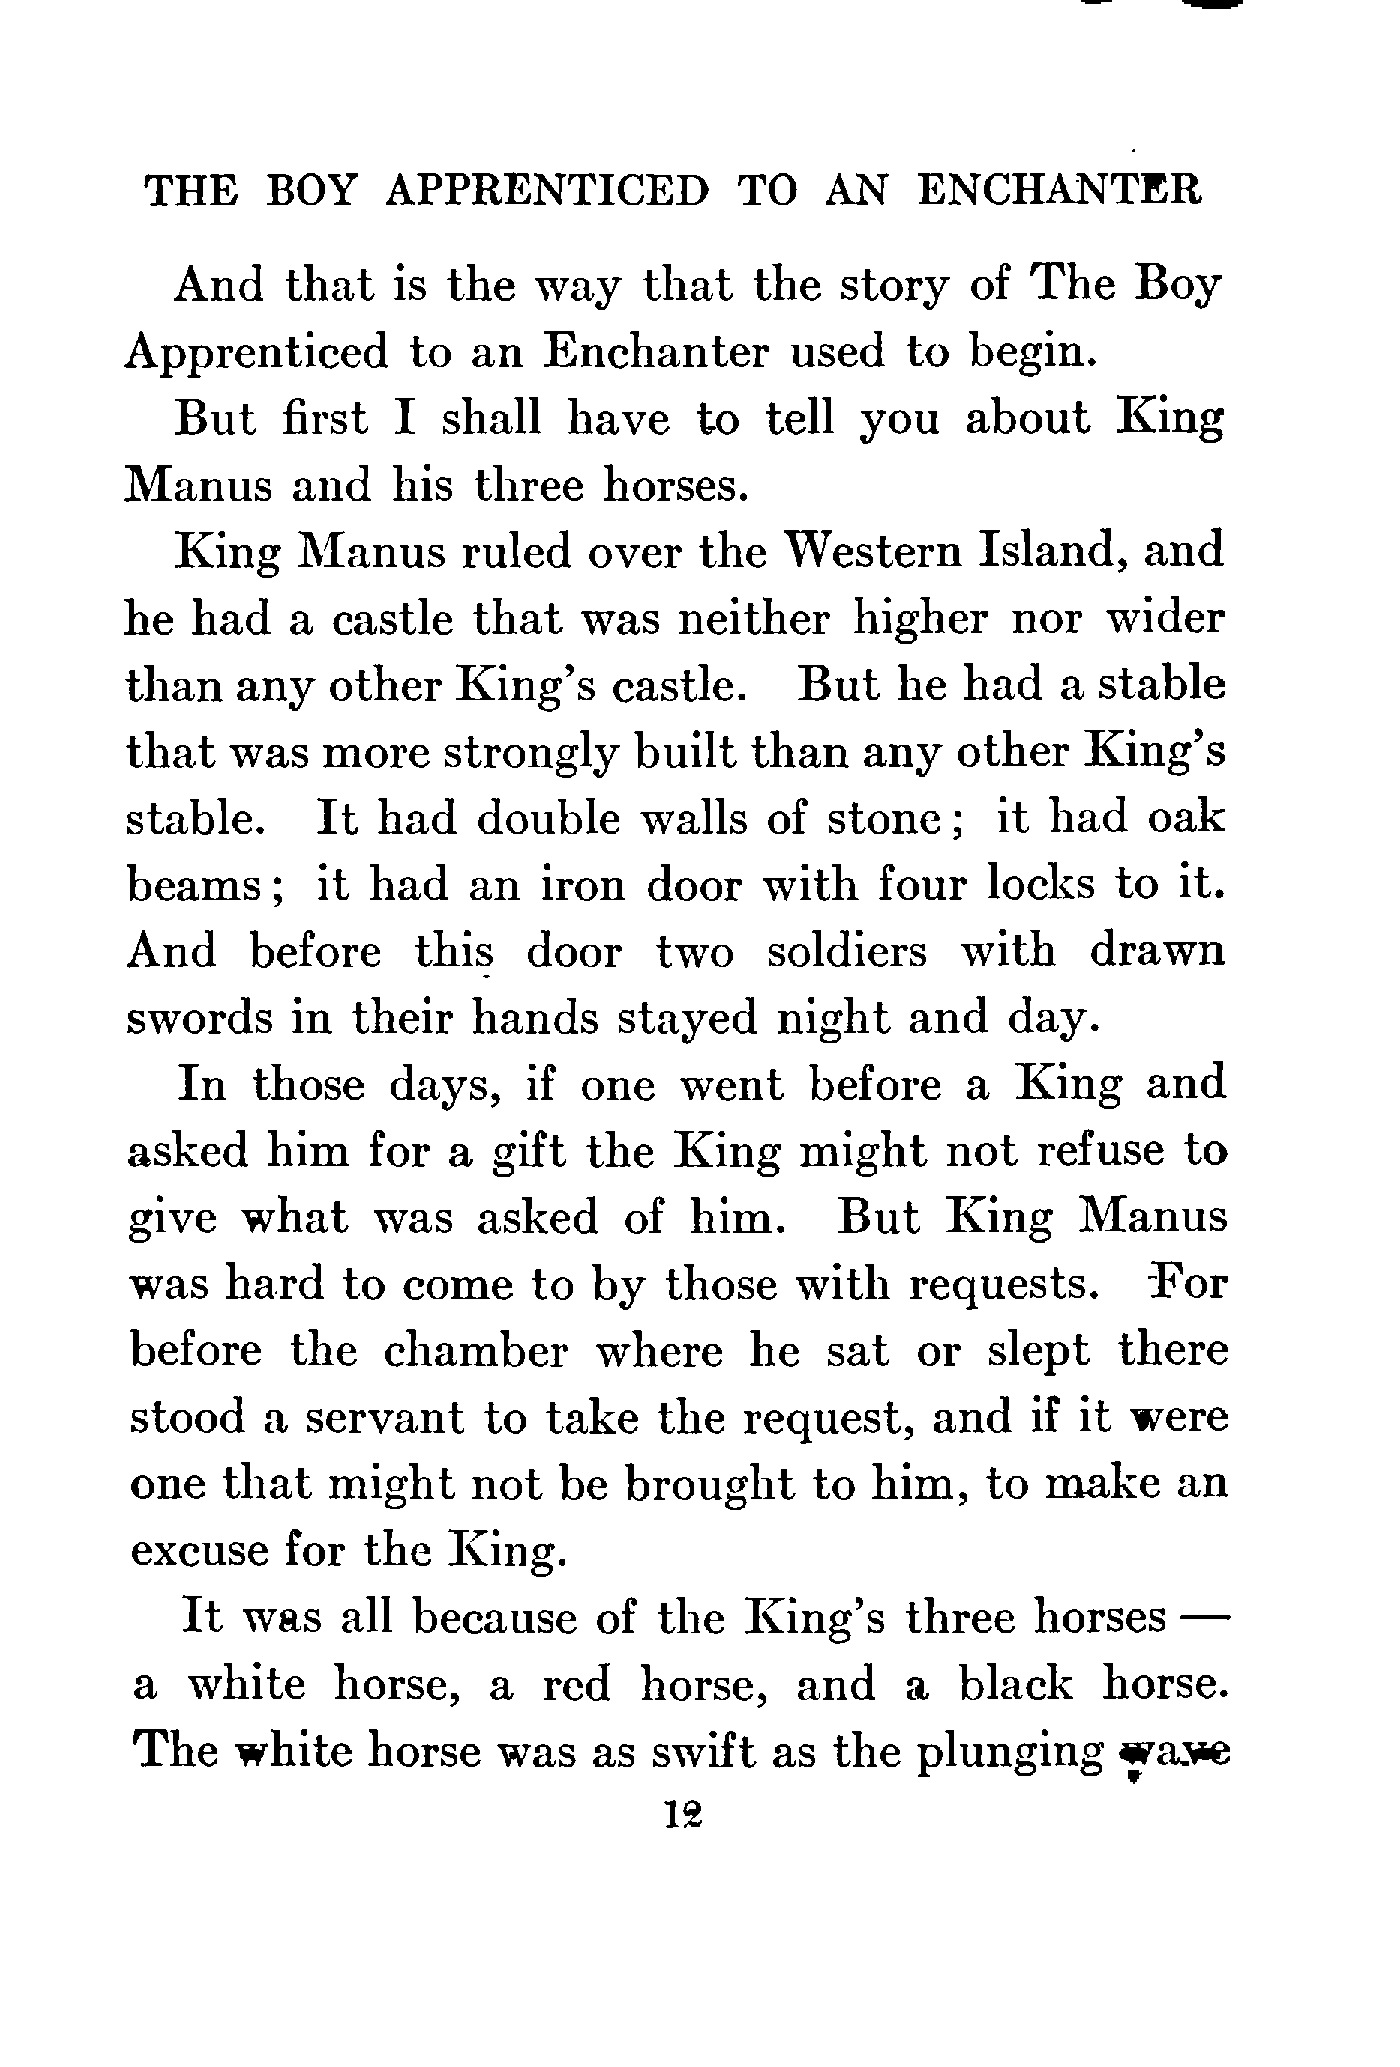 THE BOY APPRENTICED TO AN ENCHANTER
And that is the way that the story of The Boy
Apprenticed to an Enchanter used to begin.
But first I shall have to tell you about King
Manus and his three horses.
King Manus ruled over the Western Island, and
he had a castle that was neither higher nor wider
than any other King's castle. But he had a stable
that was more strongly built than any other King's
stable. It had double walls of stone; it had oak
beams; it had an iron door with four locks to it.
And before this door two soldiers with drawn
swords in their hands stayed night and day.
In those days, if one went before a King and
asked him for a gift the King might not refuse to
give what was asked of him. But King Manus
was hard to come to by those with requests. For
before the chamber where he sat or slept there
stood a servant to take the request, and if it were
one that might not be brought to him, to make an
excuse for the King.
It was all because of the King's three horses —
a white horse, a red horse, and a black horse.
The white horse was as swift as the plunging wave
12